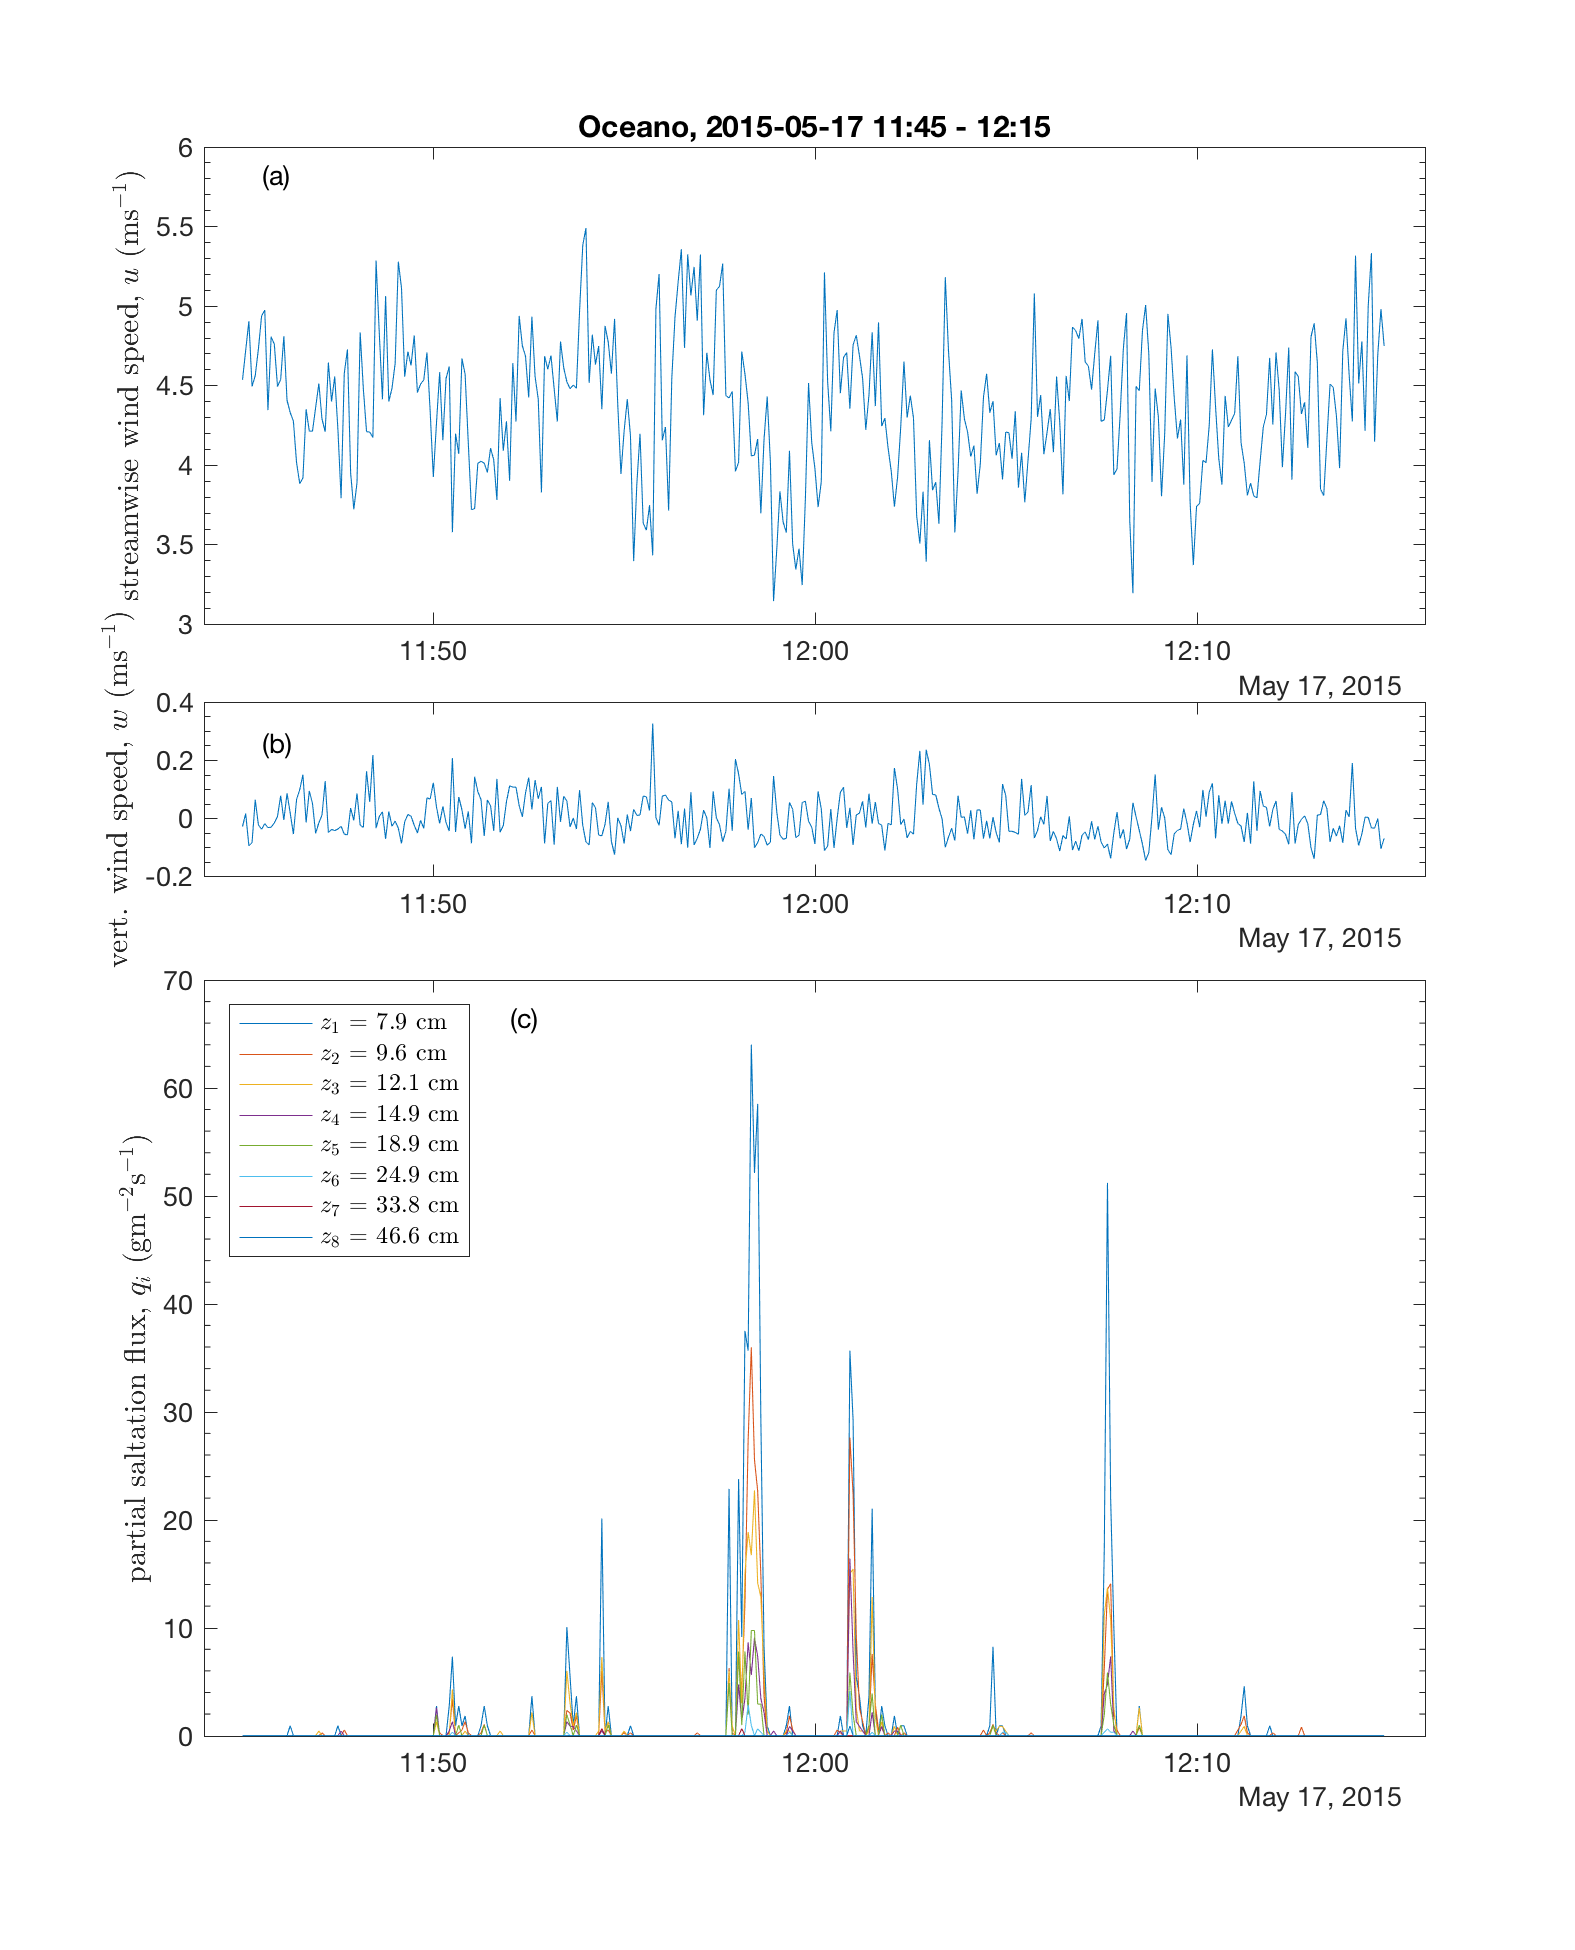 Oceano, 2015-05-17 11:45 - 12:15
(a)
streamwise wind speed, u (ms⁻¹)
6
5.5
5
4.5
4
3.5
3
11:50 12:00 12:10
May 17, 2015
(b)
vert. wind speed, w (ms⁻¹)
0.4
0.2
0
-0.2
11:50 12:00 12:10
May 17, 2015
(c)
partial saltation flux, qᵢ (gm⁻²s⁻¹)
70
60
50
40
30
20
10
0
z₁ = 7.9 cm
z₂ = 9.6 cm
z₃ = 12.1 cm
z₄ = 14.9 cm
z₅ = 18.9 cm
z₆ = 24.9 cm
z₇ = 33.8 cm
z₈ = 46.6 cm
11:50 12:00 12:10
May 17, 2015